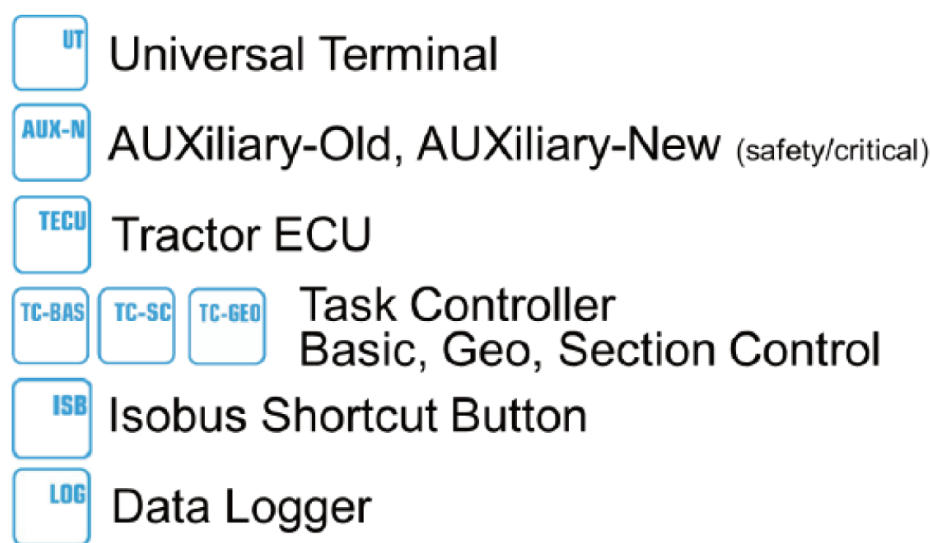 UT Universal Terminal
AUX-N AUXiliary-Old, AUXiliary-New (safety/critical)
TECU Tractor ECU
TC-BAS TC-SC TC-GEO Task Controller
Basic, Geo, Section Control
ISB Isobus Shortcut Button
LOG Data Logger